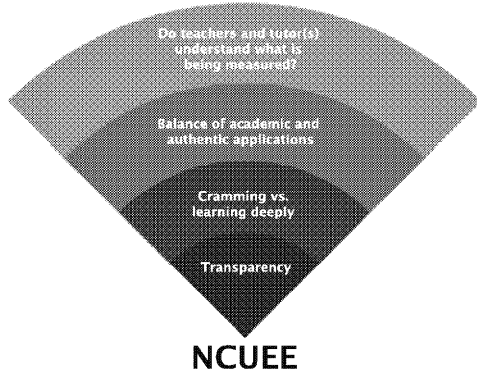 Do teachers and tutor(s)
understand what is
being measured?
Balance of academic and
authentic applications
Cramming vs.
learning deeply
Transparency
NCUEE